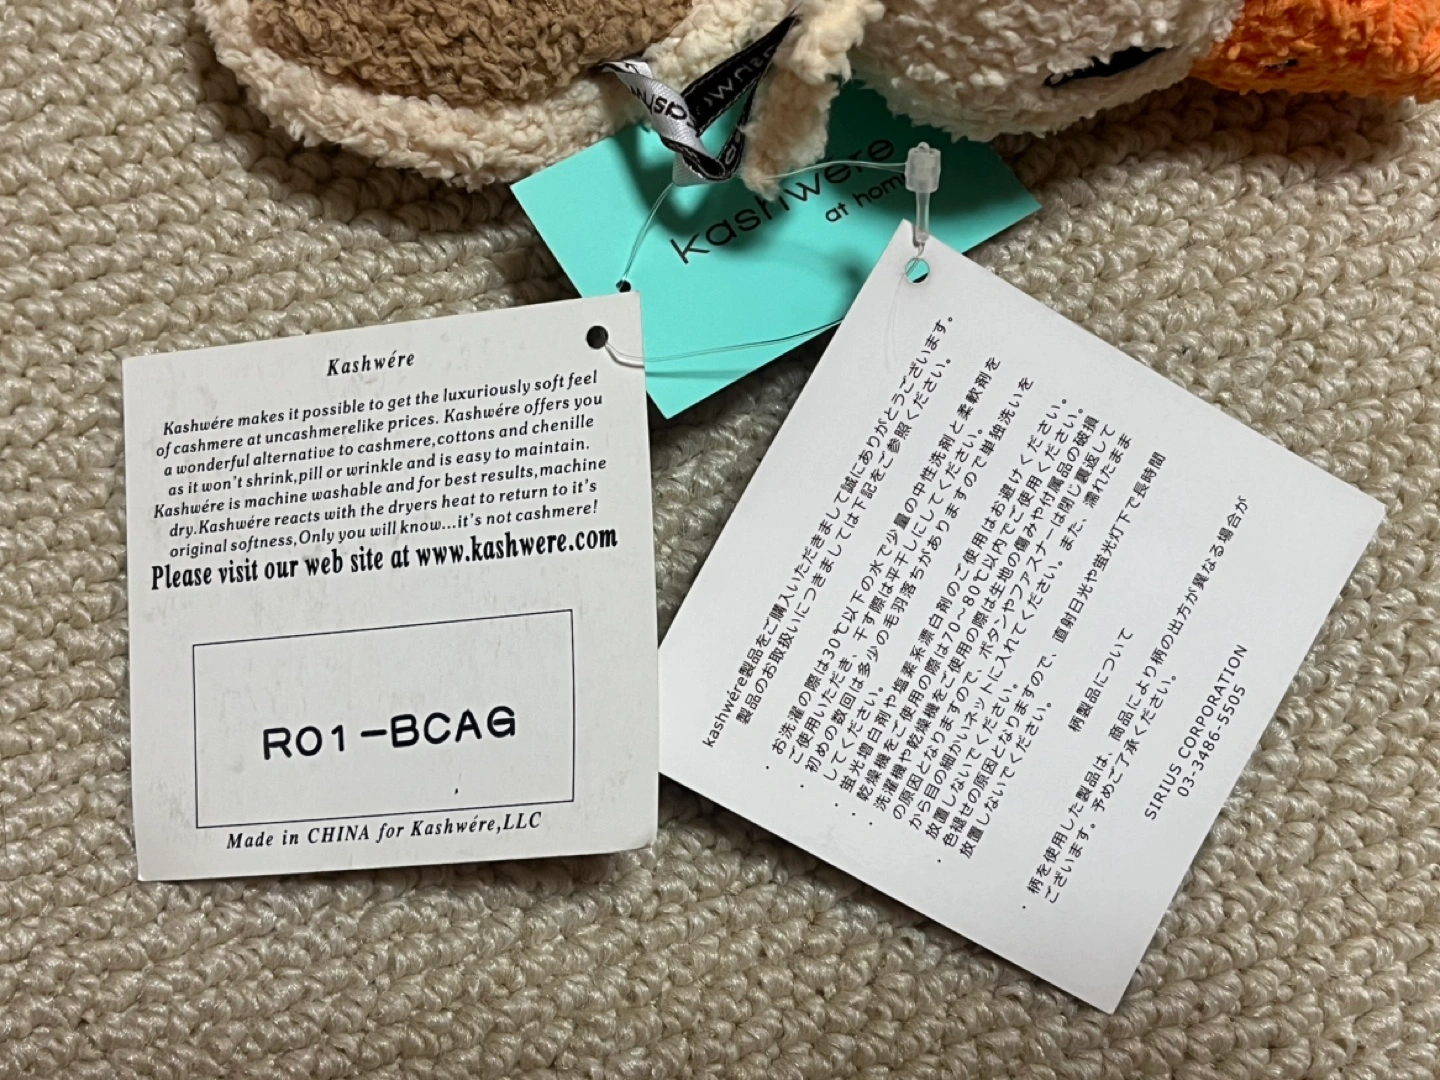 kashwére
at hom
Kashwére
Kashwére makes it possible to get the luxuriously soft feel
of cashmere at uncashmerelike prices. Kashwére offers you
a wonderful alternative to cashmere,cottons and chenille
as it won't shrink,pill or wrinkle and is easy to maintain.
Kashwére is machine washable and for best results,machine
dry.Kashwére reacts with the dryers heat to return to it's
original softness,Only you will know...it's not cashmere!
Please visit our web site at www.kashwere.com
R01-BCAG
Made in CHINA for Kashwére,LLC
kashwére製品をご購入いただきまして誠にありがとうございます。
製品のお取扱いにつきましては下記をご参照ください。
・お洗濯の際は30℃以下の水で少量の中性洗剤と柔軟剤を
ご使用いただき、干す際は平干しにしてください。
・初めの数回は多少の毛羽落ちがありますので単独洗いを
してください。
・蛍光増白剤や塩素系漂白剤のご使用はお避けください。
・乾燥機をご使用の際は70～80℃以内でご使用ください。
・洗濯機や乾燥機をご使用の際は生地の傷みや付属品の破損
の原因となりますので、ボタンやファスナーは閉じ裏返して
から目の細かいネットに入れてください。また、濡れたまま
放置しないでください。
・色褪せの原因となりますので、直射日光や蛍光灯下で長時間
放置しないでください。
柄製品について
・柄を使用した製品は、商品により柄の出方が異なる場合が
ございます。予めご了承ください。
SIRIUS CORPORATION
03-3486-5505